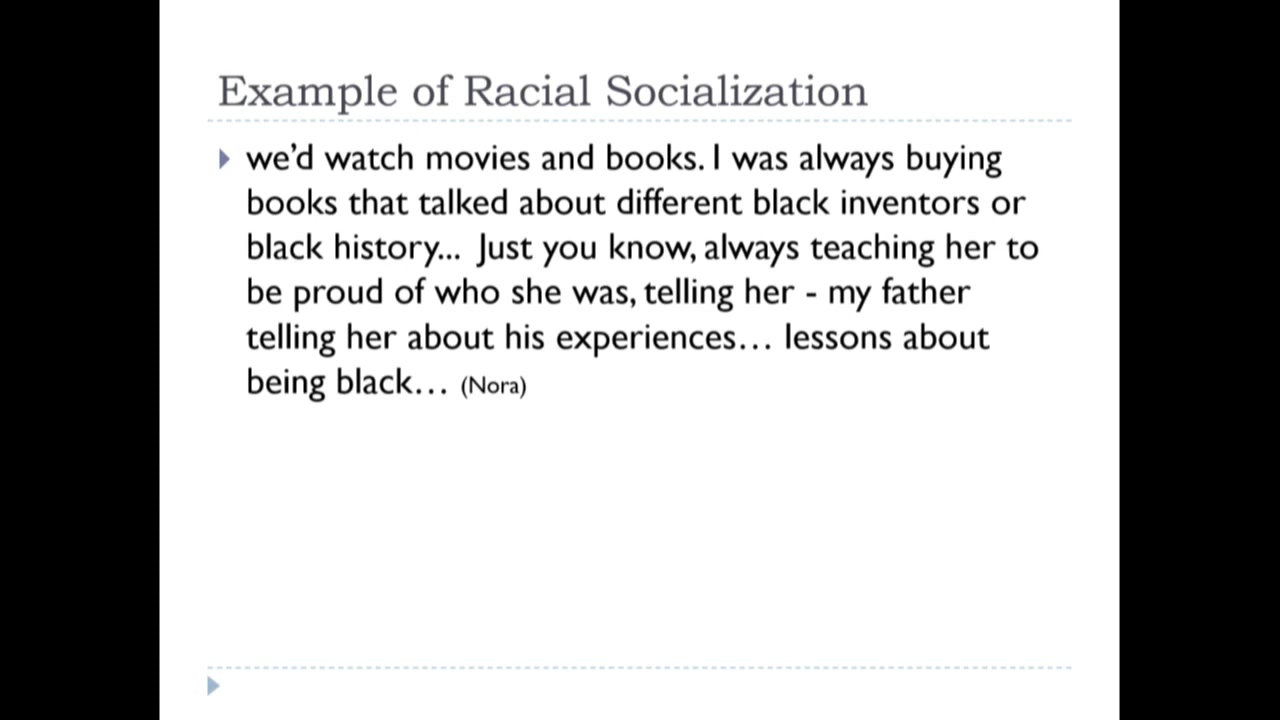 Example of Racial Socialization
we’d watch movies and books. I was always buying
books that talked about different black inventors or
black history... Just you know, always teaching her to
be proud of who she was, telling her - my father
telling her about his experiences… lessons about
being black… (Nora)